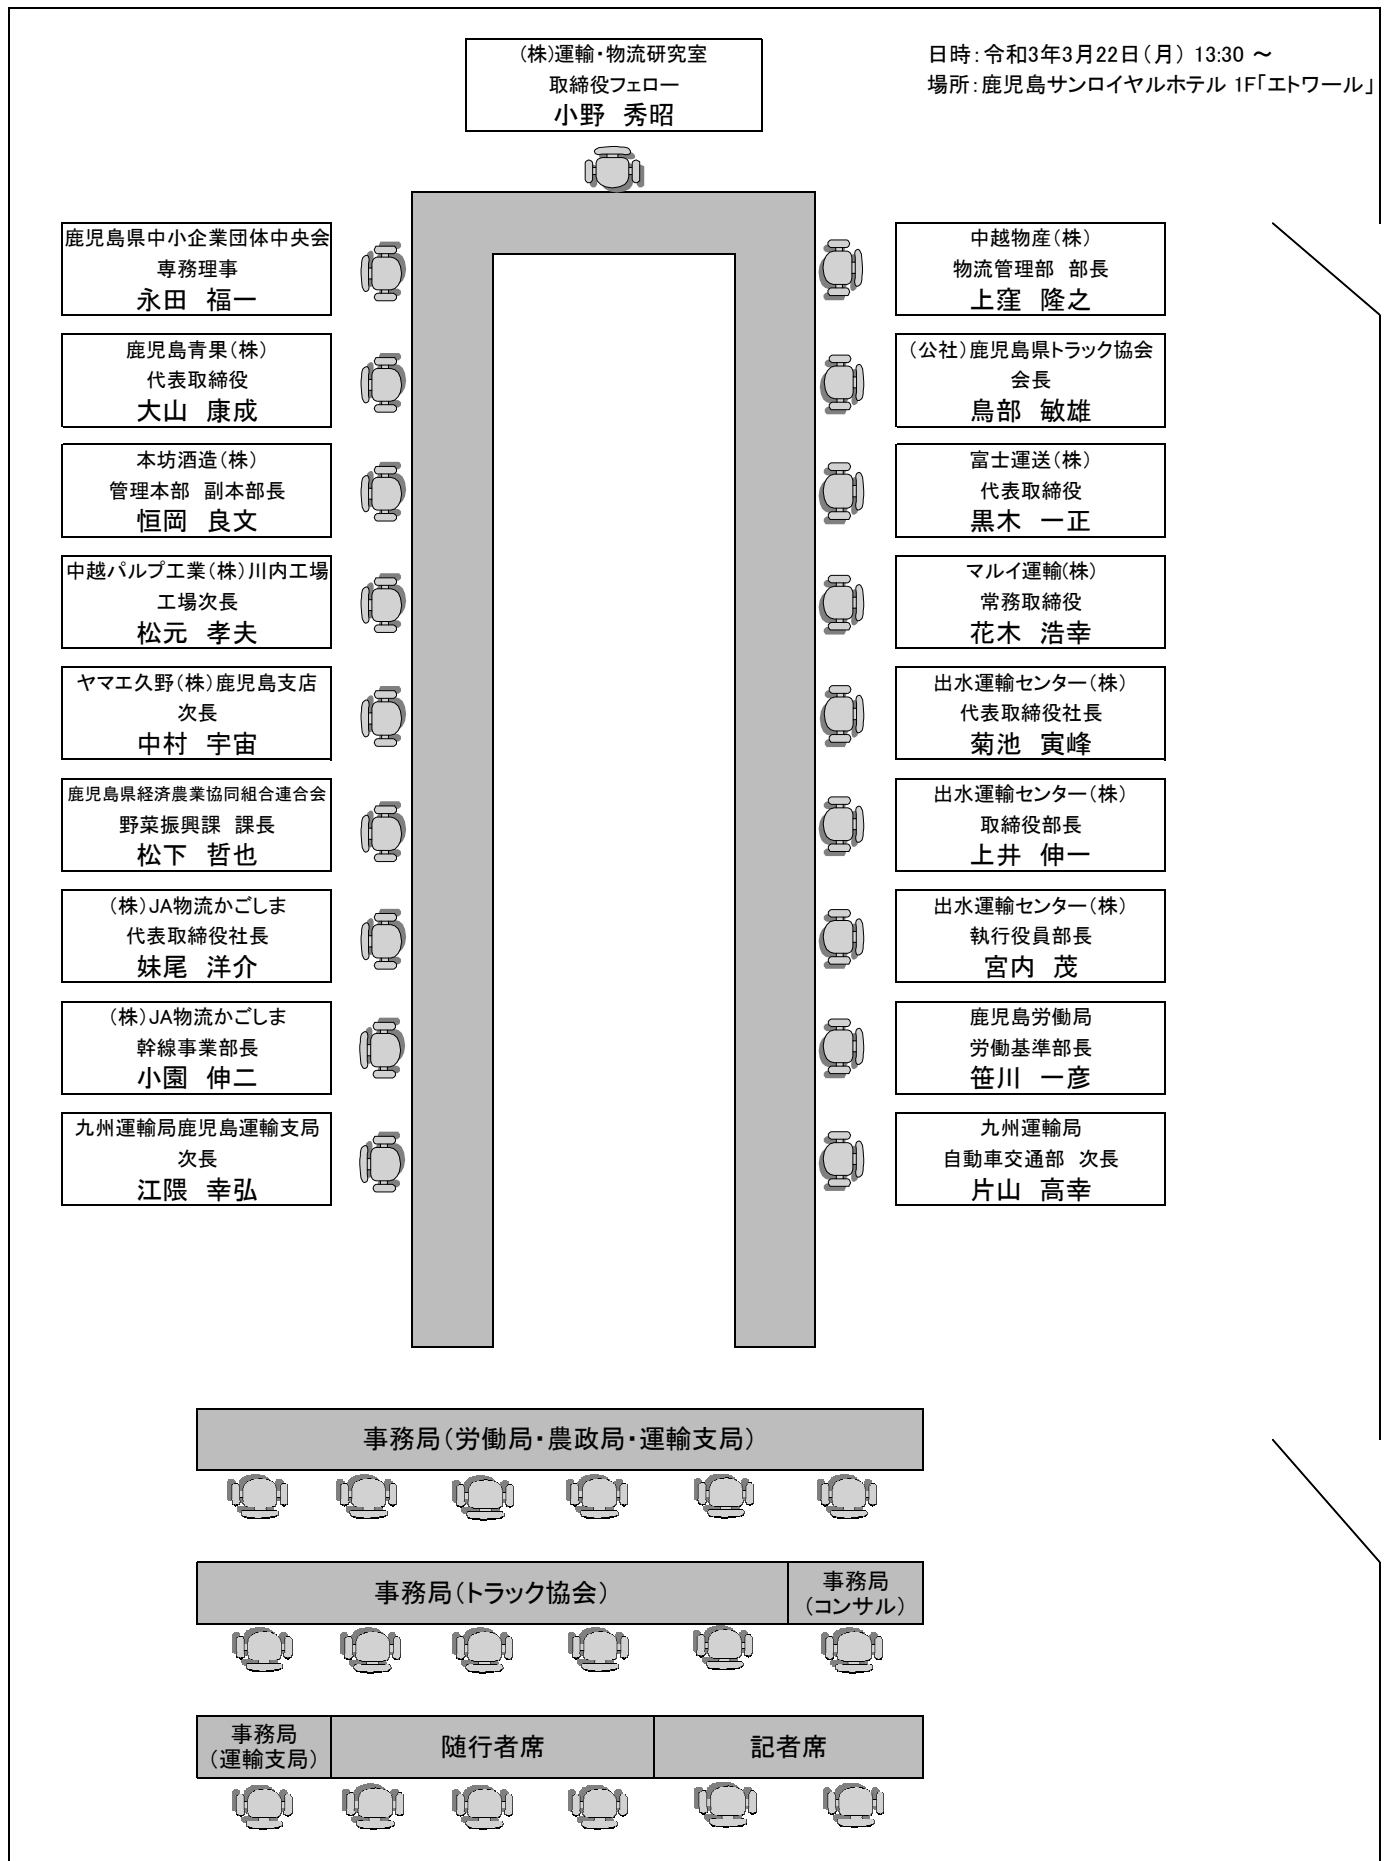 (株)運輸・物流研究室
取締役フェロー
小野 秀昭
日時：令和3年3月22日（月） 13:30 ～
場所：鹿児島サンロイヤルホテル 1F「エトワール」
鹿児島県中小企業団体中央会
専務理事
永田 福一
鹿児島青果（株）
代表取締役
大山 康成
本坊酒造（株）
管理本部 副本部長
恒岡 良文
中越パルプ工業（株）川内工場
工場次長
松元 孝夫
ヤマエ久野（株）鹿児島支店
次長
中村 宇宙
鹿児島県経済農業協同組合連合会
野菜振興課 課長
松下 哲也
（株）JA物流かごしま
代表取締役社長
妹尾 洋介
（株）JA物流かごしま
幹線事業部長
小園 伸二
九州運輸局鹿児島運輸支局
次長
江隈 幸弘
中越物産（株）
物流管理部 部長
上窪 隆之
（公社）鹿児島県トラック協会
会長
鳥部 敏雄
富士運送（株）
代表取締役
黒木 一正
マルイ運輸(株)
常務取締役
花木 浩幸
出水運輸センター（株）
代表取締役社長
菊池 寅峰
出水運輸センター（株）
取締役部長
上井 伸一
出水運輸センター（株）
執行役員部長
宮内 茂
鹿児島労働局
労働基準部長
笹川 一彦
九州運輸局
自動車交通部 次長
片山 高幸
事務局（労働局・農政局・運輸支局）
事務局（トラック協会）
事務局
（コンサル）
事務局
（運輸支局）
随行者席
記者席